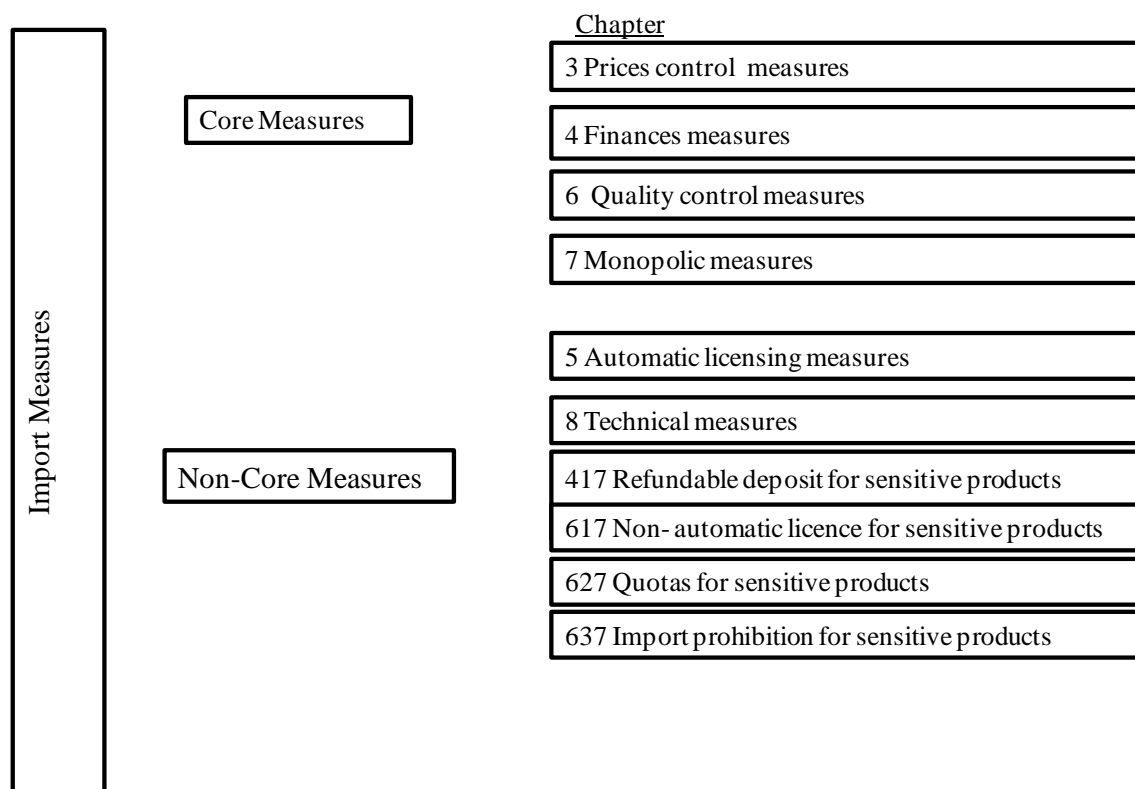 Chapter
Import Measures
Core Measures
3 Prices control measures
4 Finances measures
6 Quality control measures
7 Monopolic measures
Non-Core Measures
5 Automatic licensing measures
8 Technical measures
417 Refundable deposit for sensitive products
617 Non- automatic licence for sensitive products
627 Quotas for sensitive products
637 Import prohibition for sensitive products